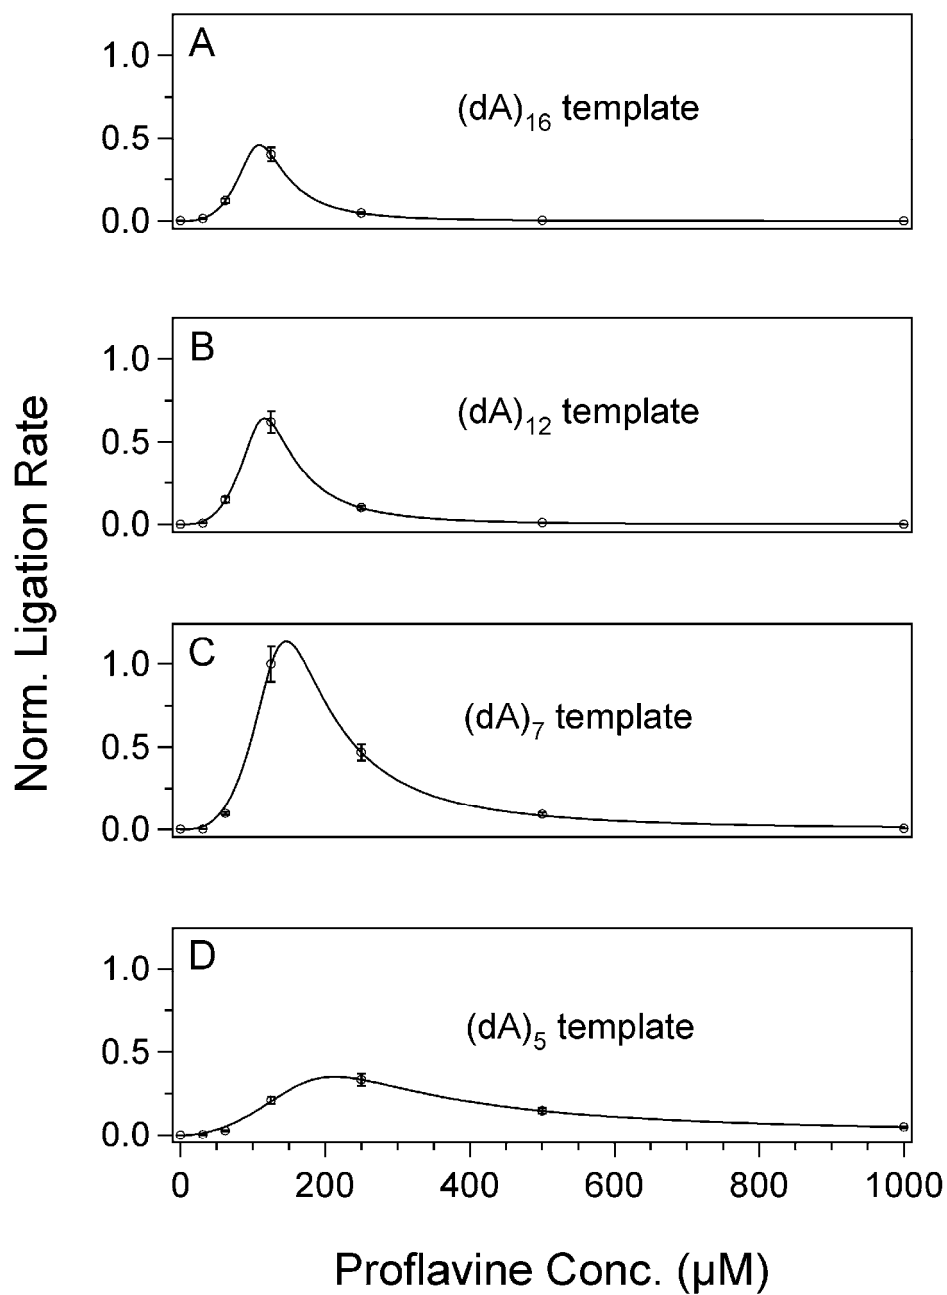 A
(dA)16 template
1.0
0.5
0.0
B
(dA)12 template
1.0
0.5
0.0
Norm. Ligation Rate
C
(dA)7 template
1.0
0.5
0.0
D
(dA)5 template
1.0
0.5
0.0
0 200 400 600 800 1000
Proflavine Conc. (µM)